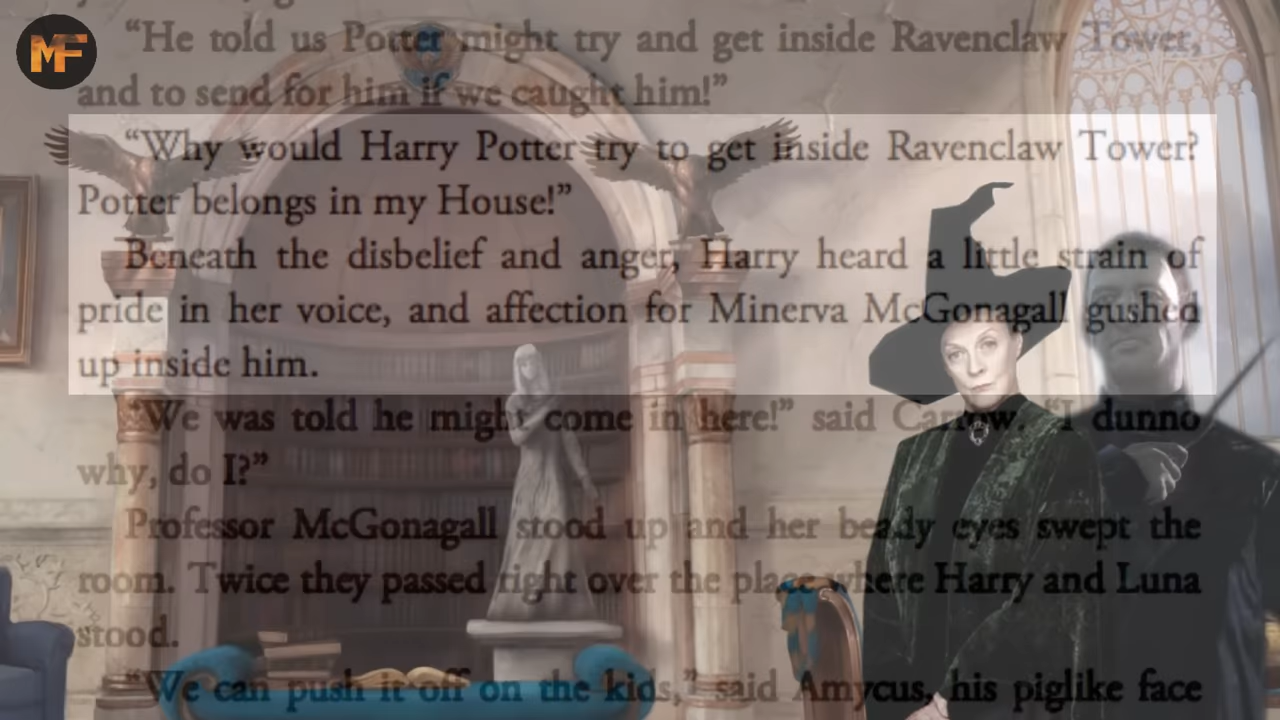 MF
“He told us Potter might try and get inside Ravenclaw Tower,
and to send for him if we caught him!”
“Why would Harry Potter try to get inside Ravenclaw Tower?
Potter belongs in my House!”
Beneath the disbelief and anger, Harry heard a little strain of
pride in her voice, and affection for Minerva McGonagall gushed
up inside him.
“We was told he might come in here!” said Carrow. “I dunno
why, do I?”
Professor McGonagall stood up and her beady eyes swept the
room. Twice they passed right over the place where Harry and Luna
stood.
“We can push it off on the kids,” said Amycus, his piglike face